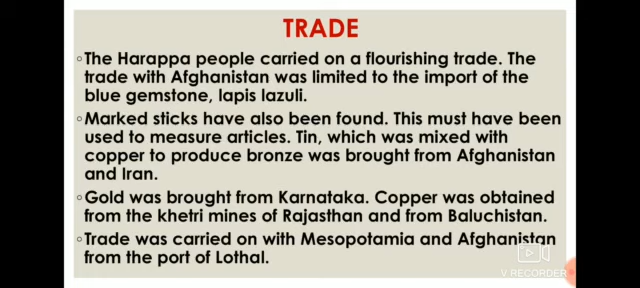 TRADE
The Harappa people carried on a flourishing trade. The
trade with Afghanistan was limited to the import of the
blue gemstone, lapis lazuli.
Marked sticks have also been found. This must have been
used to measure articles. Tin, which was mixed with
copper to produce bronze was brought from Afghanistan
and Iran.
Gold was brought from Karnataka. Copper was obtained
from the khetri mines of Rajasthan and from Baluchistan.
Trade was carried on with Mesopotamia and Afghanistan
from the port of Lothal.
V.RECORDER